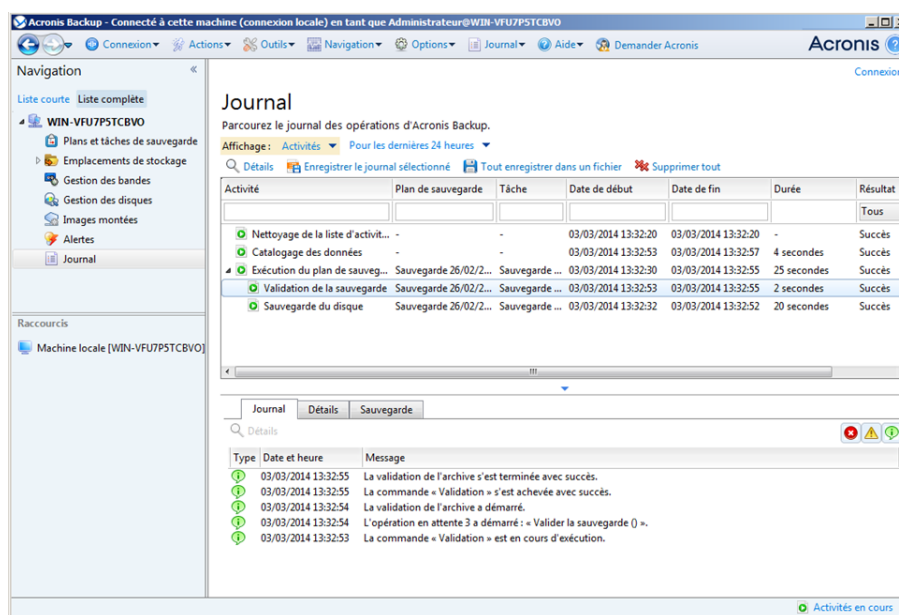 Acronis Backup - Connecté à cette machine (connexion locale) en tant que Administrateur@WIN-VFU7P5TCBVO
Connexion Actions Outils Navigation Options Journal Aide Demander Acronis Acronis
Navigation
Connexion
Liste courte Liste complète
WIN-VFU7P5TCBVO
Plans et tâches de sauvegarde
Emplacements de stockage
Gestion des bandes
Gestion des disques
Images montées
Alertes
Journal
Raccourcis
Machine locale [WIN-VFU7P5TCBVO]
Journal
Parcourez le journal des opérations d'Acronis Backup.
Affichage : Activités Pour les dernières 24 heures
Détails Enregistrer le journal sélectionné Tout enregistrer dans un fichier Supprimer tout
Activité Plan de sauvegarde Tâche Date de début Date de fin Durée Résultat
Tous
Nettoyage de la liste d'activit... - - 03/03/2014 13:32:20 03/03/2014 13:32:20 - Succès
Catalogage des données - - 03/03/2014 13:32:53 03/03/2014 13:32:57 4 secondes Succès
Exécution du plan de sauveg... Sauvegarde 26/02/2... Sauvegarde ... 03/03/2014 13:32:30 03/03/2014 13:32:55 25 secondes Succès
Validation de la sauvegarde Sauvegarde 26/02/2... Sauvegarde ... 03/03/2014 13:32:53 03/03/2014 13:32:55 2 secondes Succès
Sauvegarde du disque Sauvegarde 26/02/2... Sauvegarde ... 03/03/2014 13:32:32 03/03/2014 13:32:52 20 secondes Succès
Journal Détails Sauvegarde
Détails
Type Date et heure Message
03/03/2014 13:32:55 La validation de l'archive s'est terminée avec succès.
03/03/2014 13:32:55 La commande « Validation » s'est achevée avec succès.
03/03/2014 13:32:54 La validation de l'archive a démarré.
03/03/2014 13:32:54 L'opération en attente 3 a démarré : « Valider la sauvegarde () ».
03/03/2014 13:32:53 La commande « Validation » est en cours d'exécution.
Activités en cours